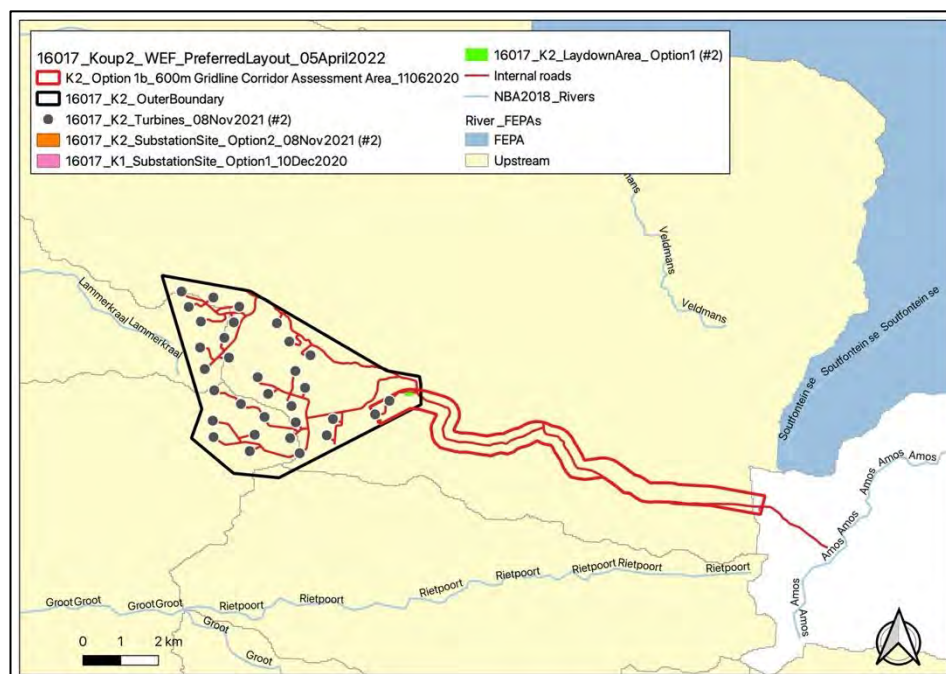 16017_Koup2_WEF_PreferredLayout_05April2022
K2_Option 1b_600m Gridline Corridor Assessment Area_11062020
16017_K2_OuterBoundary
16017_K2_Turbines_08Nov2021 (#2)
16017_K2_SubstationSite_Option2_08Nov2021 (#2)
16017_K1_SubstationSite_Option1_10Dec2020
16017_K2_LaydownArea_Option1 (#2)
Internal roads
NBA2018_Rivers
River_FEPAs
FEPA
Upstream
Veldmans
Veldmans
Veldmans
Lammerkraal
Lammerkraal
Soutfontein se
Soutfontein se
Soutfontein se
Amos
Amos
Amos
Amos
Amos
Amos
Amos
Rietpoort
Rietpoort
Rietpoort
Rietpoort
Rietpoort
Rietpoort
GrootGroot
GrootGroot
Groot
Groot
0 1 2 km